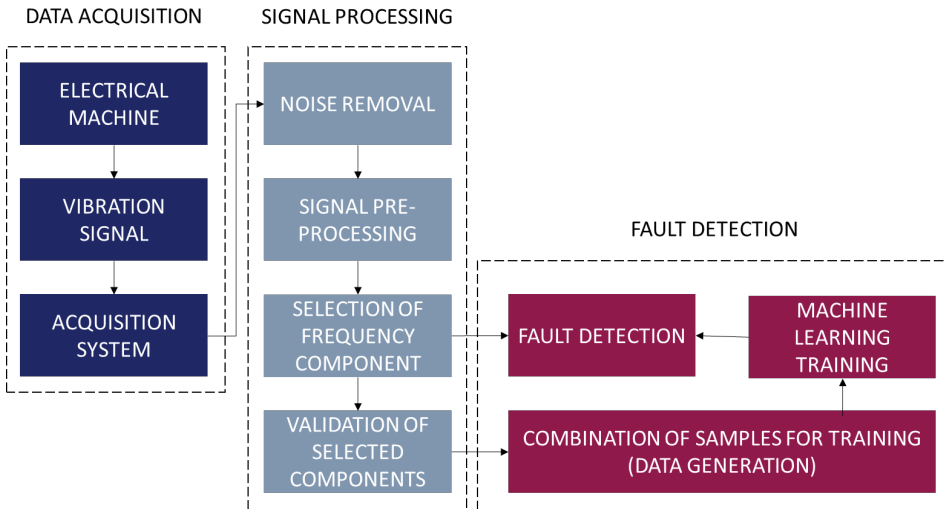 DATA ACQUISITION
ELECTRICAL
MACHINE
VIBRATION
SIGNAL
ACQUISITION
SYSTEM
SIGNAL PROCESSING
NOISE REMOVAL
SIGNAL PRE-
PROCESSING
SELECTION OF
FREQUENCY
COMPONENT
VALIDATION OF
SELECTED
COMPONENTS
FAULT DETECTION
FAULT DETECTION
MACHINE
LEARNING
TRAINING
COMBINATION OF SAMPLES FOR TRAINING
(DATA GENERATION)